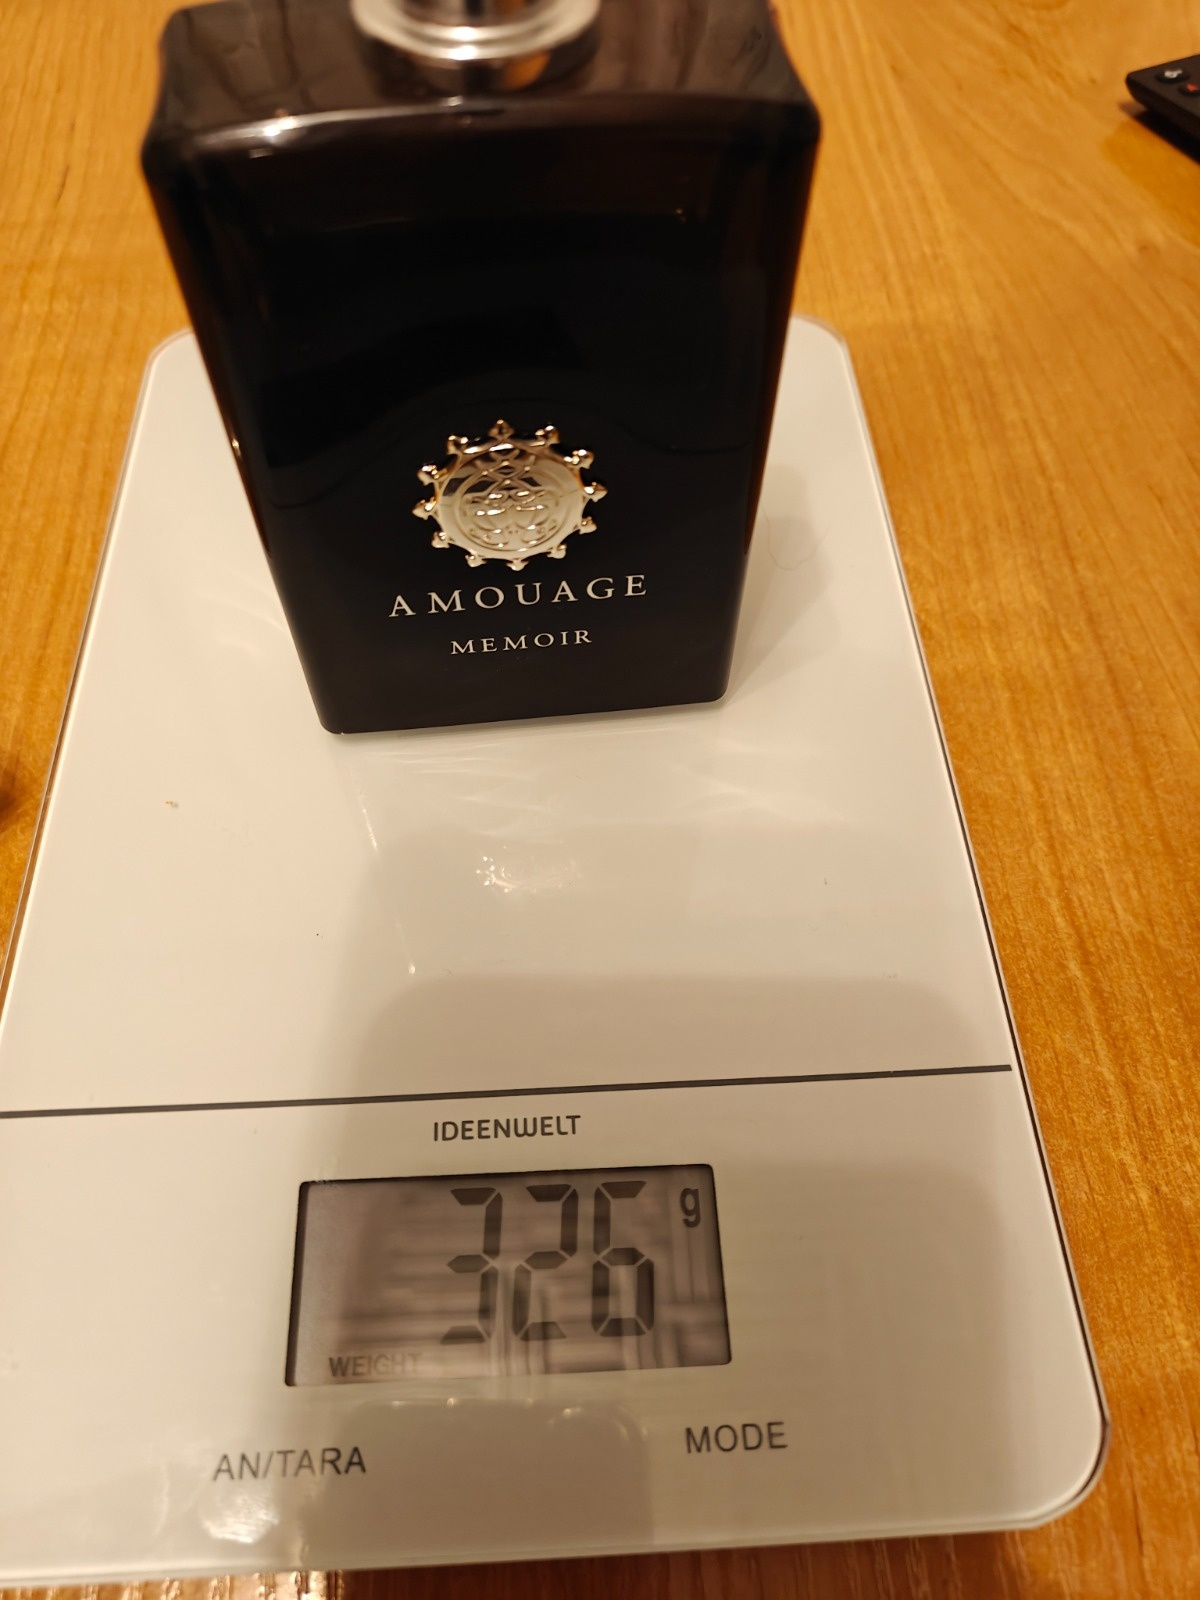 AMOUAGE
MEMOIR
IDEENWELT
326 g
WEIGHT
AN/TARA
MODE